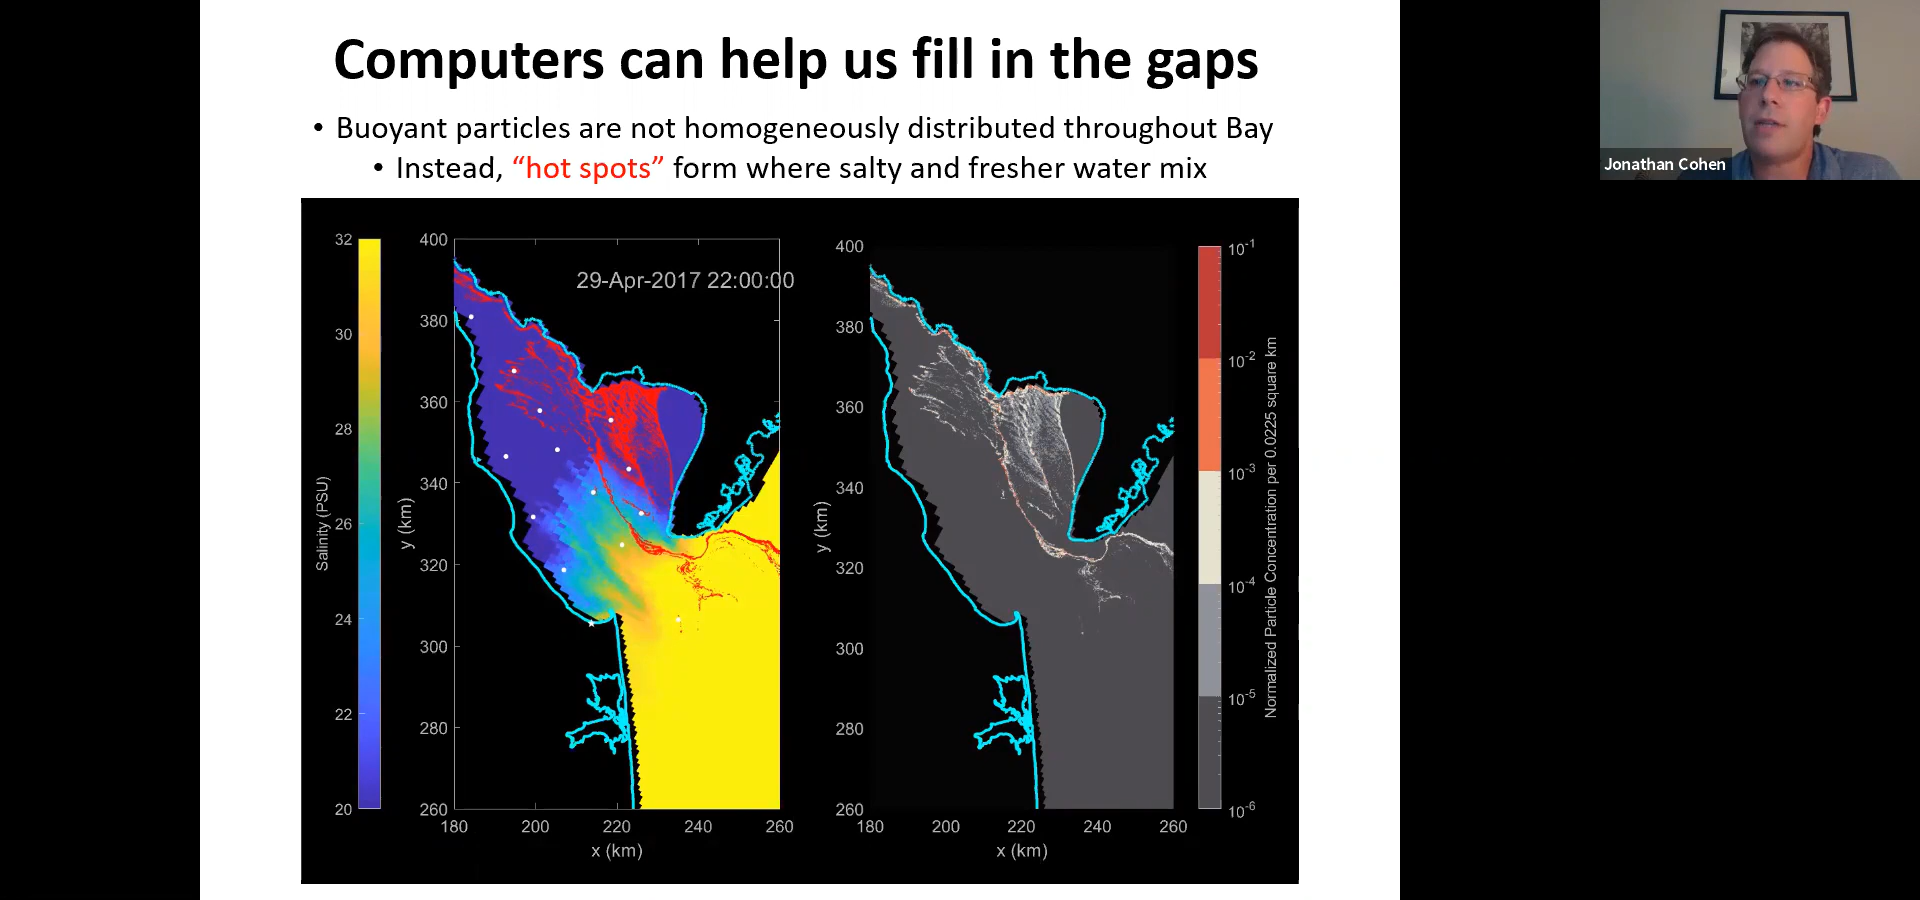 Computers can help us fill in the gaps
• Buoyant particles are not homogeneously distributed throughout Bay
• Instead, “hot spots” form where salty and fresher water mix
Jonathan Cohen
32
30
28
26
24
22
20
Salinity (PSU)
29-Apr-2017 22:00:00
400
380
360
340
320
300
280
260
y (km)
180 200 220 240 260
x (km)
400
380
360
340
320
300
280
260
y (km)
180 200 220 240 260
x (km)
10⁻¹
10⁻²
10⁻³
10⁻⁴
10⁻⁵
10⁻⁶
Normalized Particle Concentration per 0.0225 square km